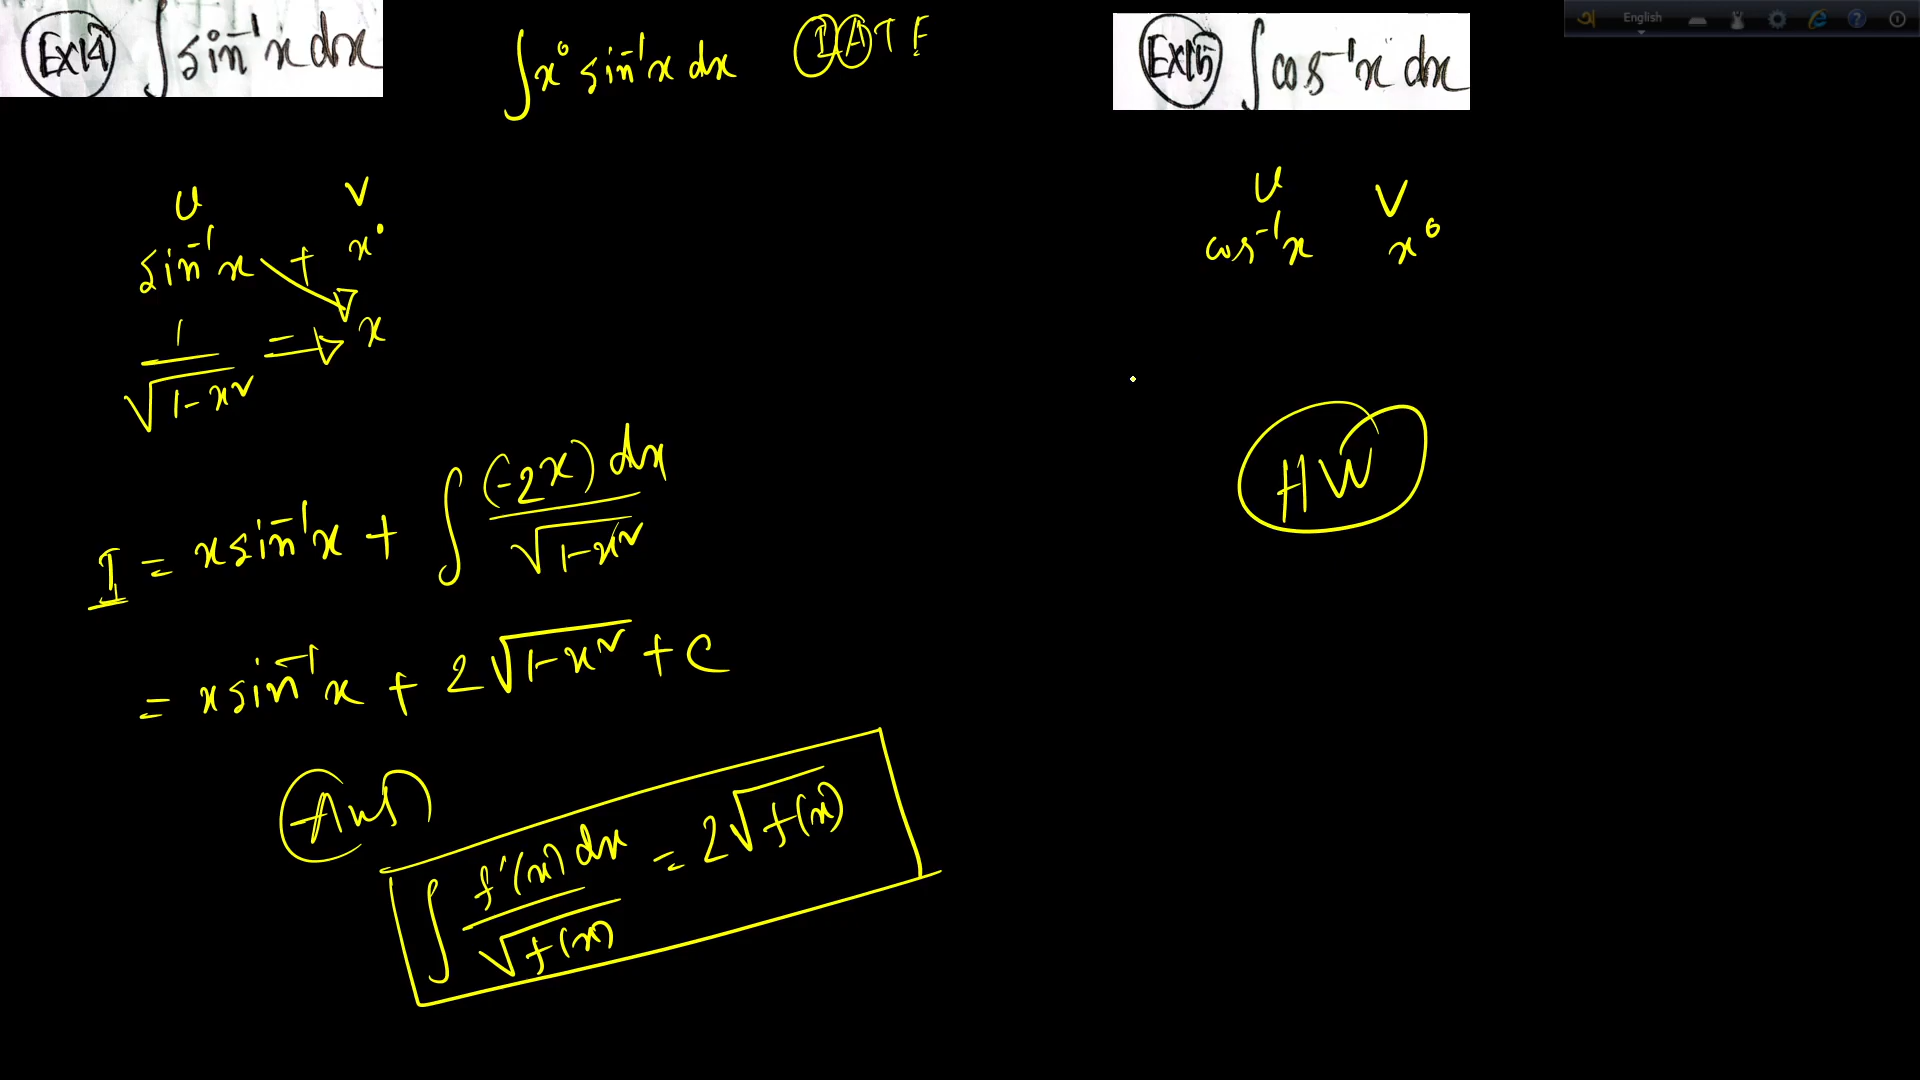 Ex14 ∫ sin⁻¹x dx
∫ x⁰ sin⁻¹x dx I A T E
U V
sin⁻¹x + x⁰
1/√(1-x²) ⇒ x
I = x sin⁻¹x + ∫ (-2x) dx / √(1-x²)
= x sin⁻¹x + 2√(1-x²) + C
Ans
∫ f'(x) dx / √f(x) = 2√f(x)
Ex15 ∫ cos⁻¹x dx
U V
cos⁻¹x x⁰
HW
English